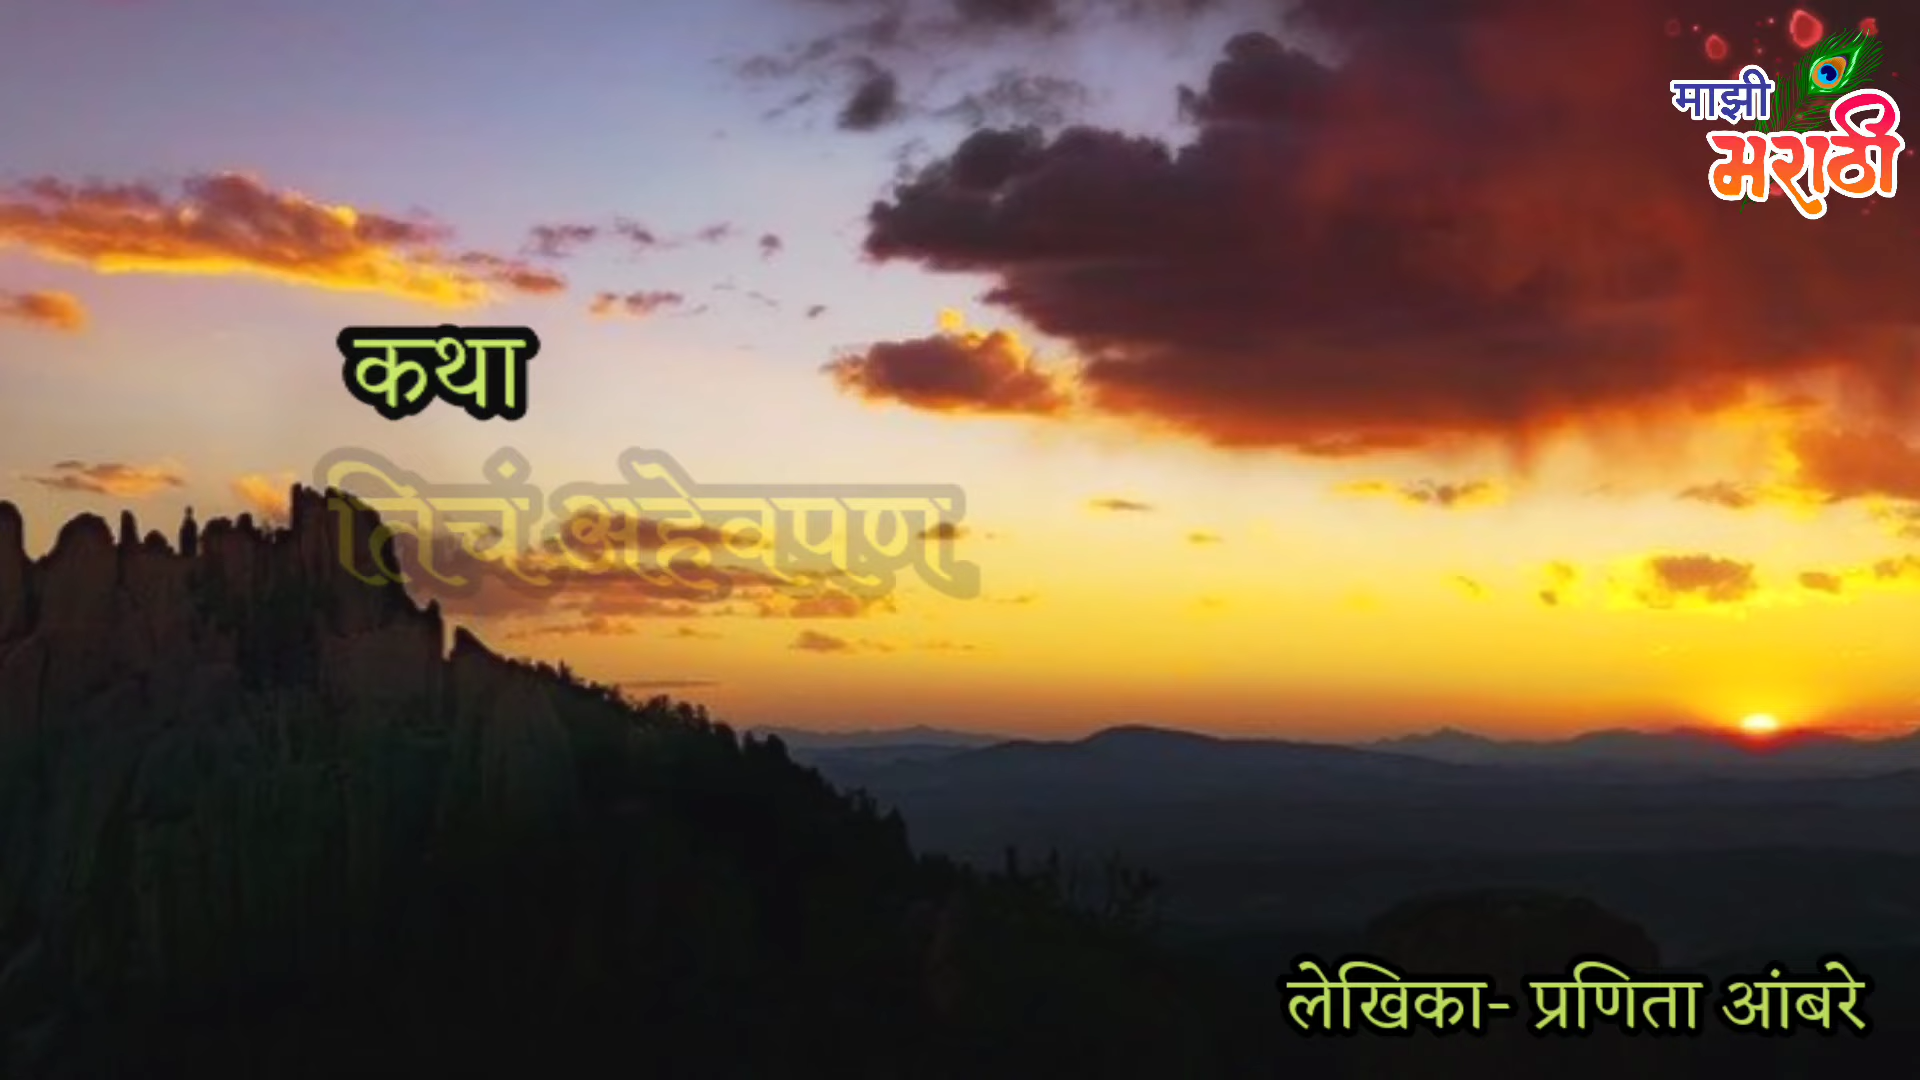 माझी
मराठी
कथा
तिचं अहेवपण
लेखिका- प्रणिता आंबरे